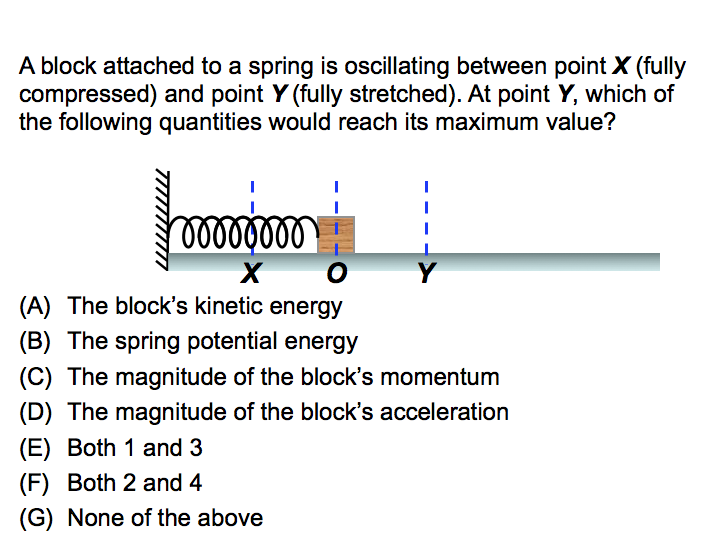 A block attached to a spring is oscillating between point X (fully
compressed) and point Y (fully stretched). At point Y, which of
the following quantities would reach its maximum value?
X O Y
(A) The block's kinetic energy
(B) The spring potential energy
(C) The magnitude of the block's momentum
(D) The magnitude of the block's acceleration
(E) Both 1 and 3
(F) Both 2 and 4
(G) None of the above